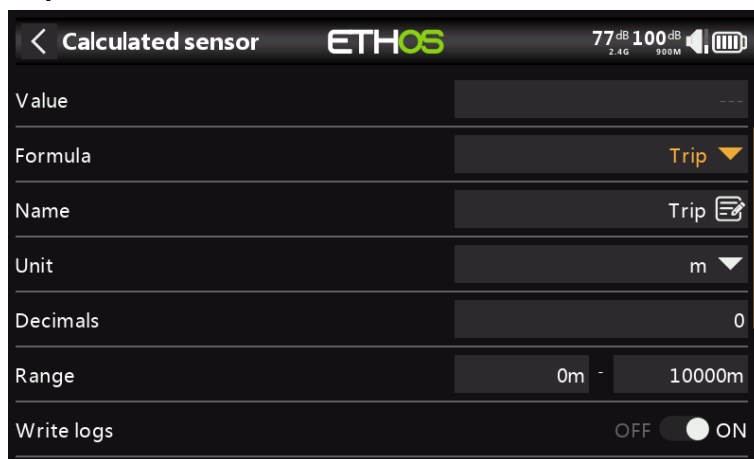 Calculated sensor ETHOS 77dB 2.4G 100dB 900M
Value ---
Formula Trip
Name Trip
Unit m
Decimals 0
Range 0m - 10000m
Write logs OFF ON